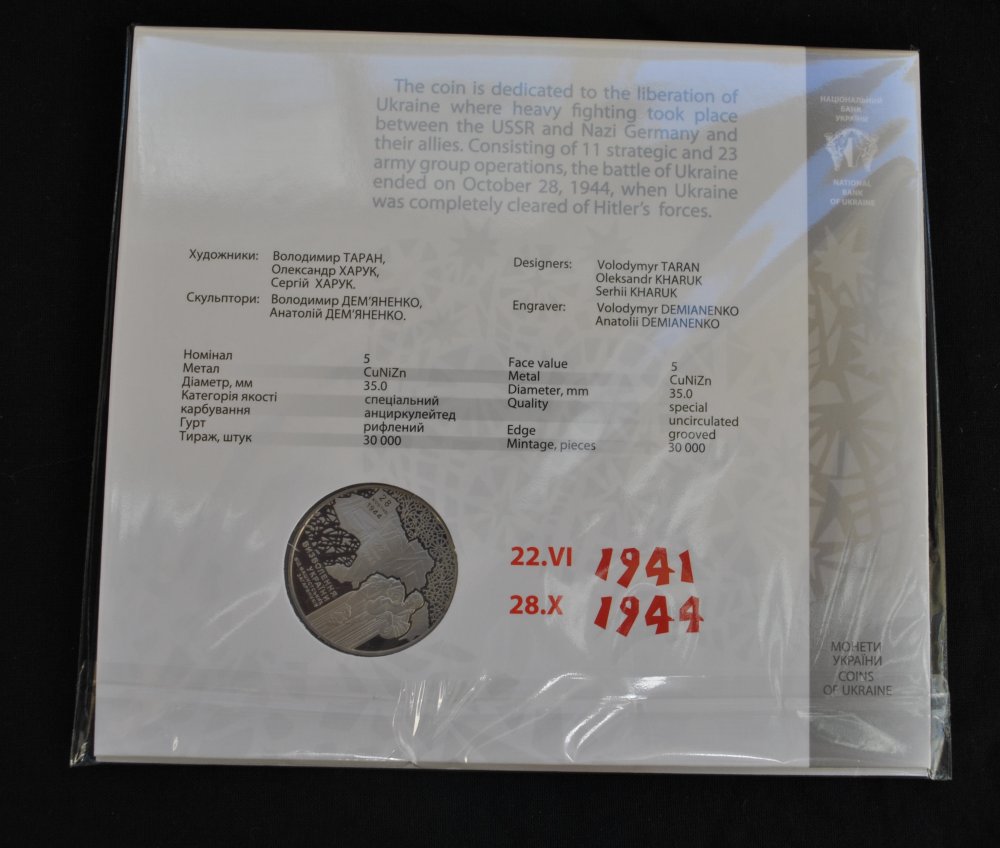 The coin is dedicated to the liberation of
Ukraine where heavy fighting took place
between the USSR and Nazi Germany and
their allies. Consisting of 11 strategic and 23
army group operations, the battle of Ukraine
ended on October 28, 1944, when Ukraine
was completely cleared of Hitler's forces.
НАЦІОНАЛЬНИЙ
БАНК
УКРАЇНИ
NATIONAL
BANK
OF UKRAINE
Художники: Володимир ТАРАН,
Олександр ХАРУК,
Сергій ХАРУК.
Скульптори: Володимир ДЕМ'ЯНЕНКО,
Анатолій ДЕМ'ЯНЕНКО.
Designers: Volodymyr TARAN
Oleksandr KHARUK
Serhii KHARUK
Engraver: Volodymyr DEMIANENKO
Anatolii DEMIANENKO
Номінал 5
Метал CuNiZn
Діаметр, мм 35.0
Категорія якості спеціальний
карбування анциркулейтед
Гурт рифлений
Тираж, штук 30 000
Face value 5
Metal CuNiZn
Diameter, mm 35.0
Quality special
uncirculated
Edge grooved
Mintage, pieces 30 000
28
1944
ВИЗВОЛЕННЯ
УКРАЇНИ
22.VI 1941
28.X 1944
МОНЕТИ
УКРАЇНИ
COINS
OF UKRAINE